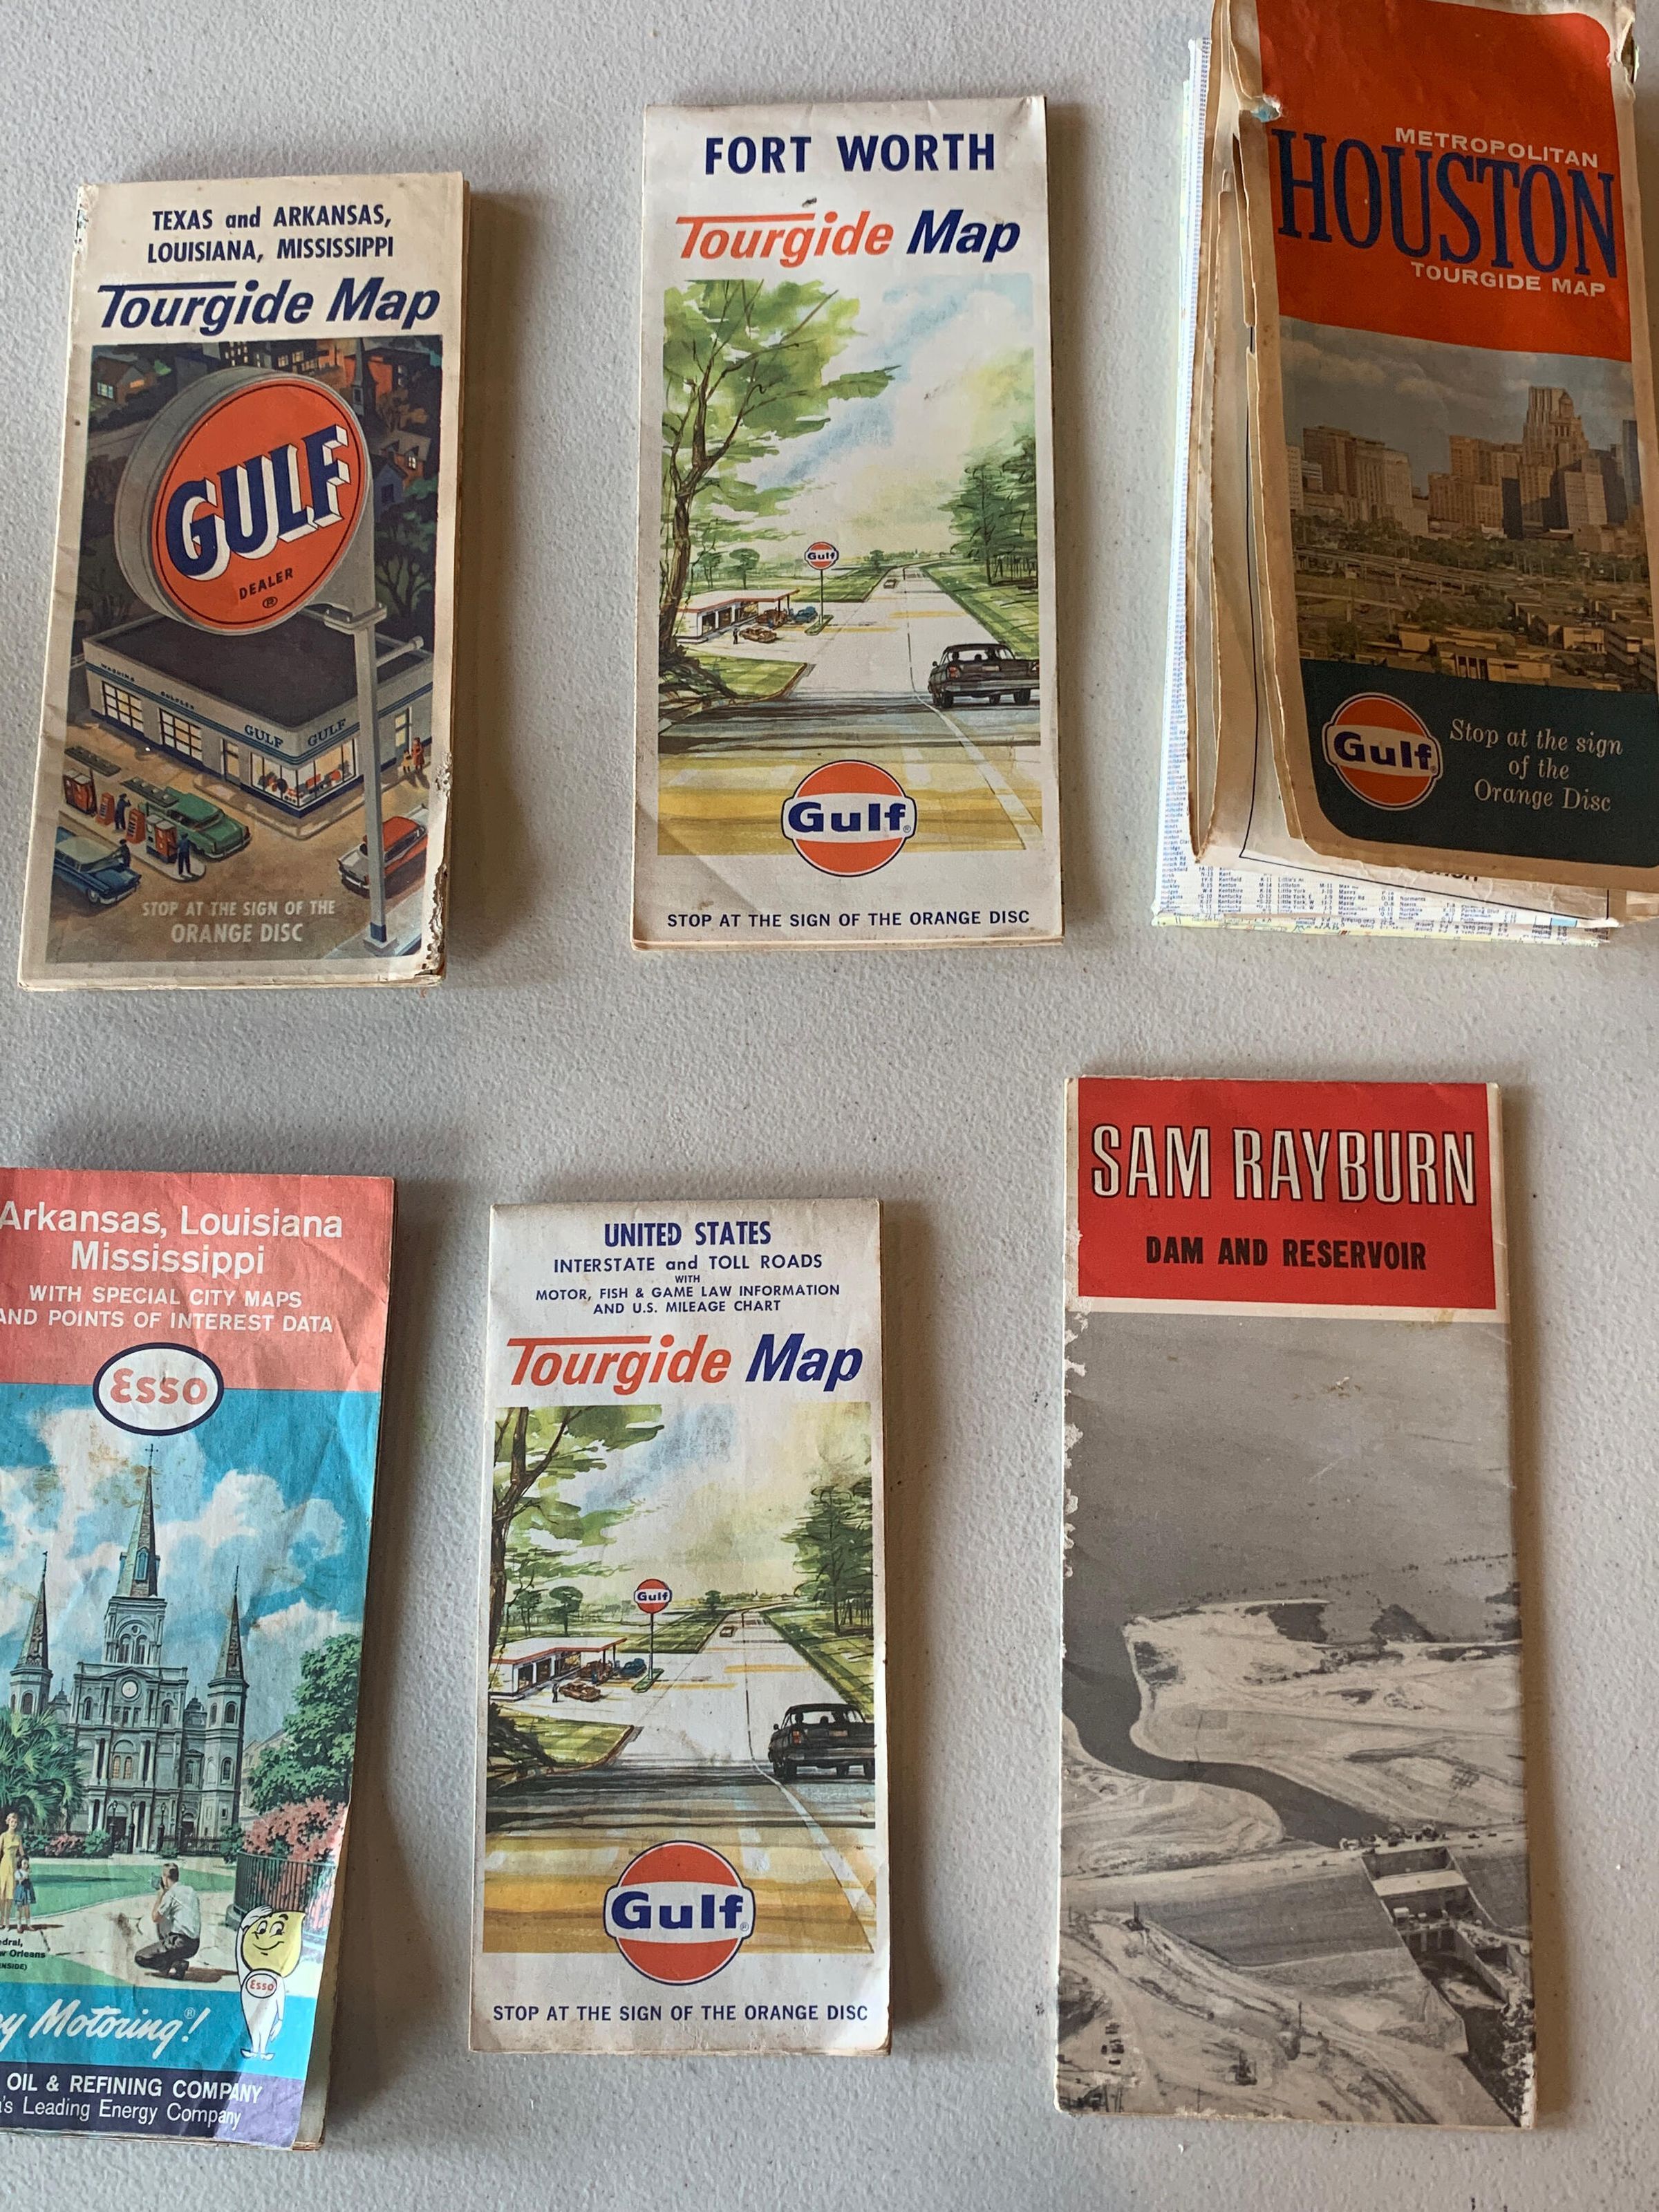 TEXAS and ARKANSAS,
LOUISIANA, MISSISSIPPI
Tourgide Map
GULF
DEALER
GULF
GULF
STOP AT THE SIGN OF THE
ORANGE DISC
FORT WORTH
Tourgide Map
Gulf
Gulf
STOP AT THE SIGN OF THE ORANGE DISC
METROPOLITAN
HOUSTON
TOURGIDE MAP
Gulf
Stop at the sign
of the
Orange Disc
Arkansas, Louisiana
Mississippi
WITH SPECIAL CITY MAPS
AND POINTS OF INTEREST DATA
Esso
Esso
Motoring!
OIL & REFINING COMPANY
Leading Energy Company
UNITED STATES
INTERSTATE and TOLL ROADS
WITH
MOTOR, FISH & GAME LAW INFORMATION
AND U.S. MILEAGE CHART
Tourgide Map
Gulf
Gulf
STOP AT THE SIGN OF THE ORANGE DISC
SAM RAYBURN
DAM AND RESERVOIR